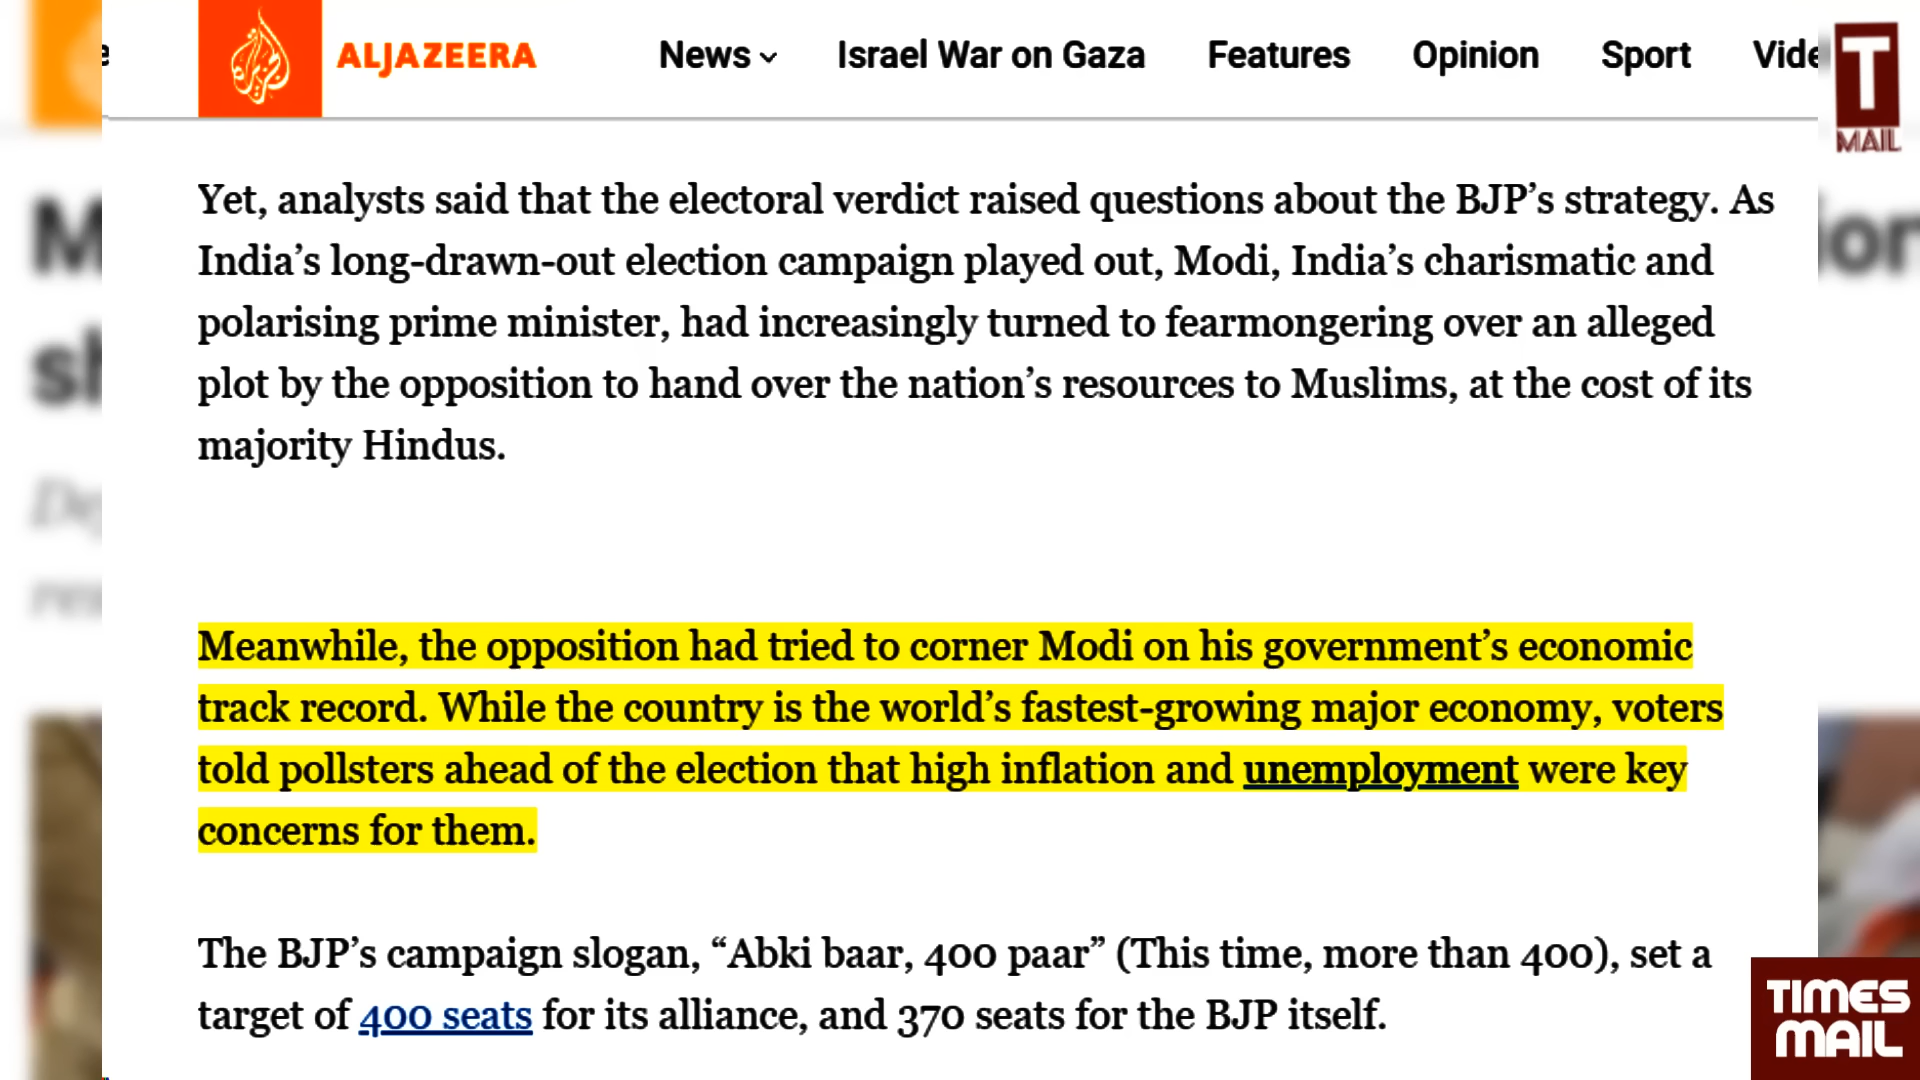 ALJAZEERA News Israel War on Gaza Features Opinion Sport Vide
T
MAIL
Yet, analysts said that the electoral verdict raised questions about the BJP’s strategy. As
India’s long-drawn-out election campaign played out, Modi, India’s charismatic and
polarising prime minister, had increasingly turned to fearmongering over an alleged
plot by the opposition to hand over the nation’s resources to Muslims, at the cost of its
majority Hindus.
Meanwhile, the opposition had tried to corner Modi on his government’s economic
track record. While the country is the world’s fastest-growing major economy, voters
told pollsters ahead of the election that high inflation and unemployment were key
concerns for them.
The BJP’s campaign slogan, “Abki baar, 400 paar” (This time, more than 400), set a
target of 400 seats for its alliance, and 370 seats for the BJP itself.
TIMES
MAIL